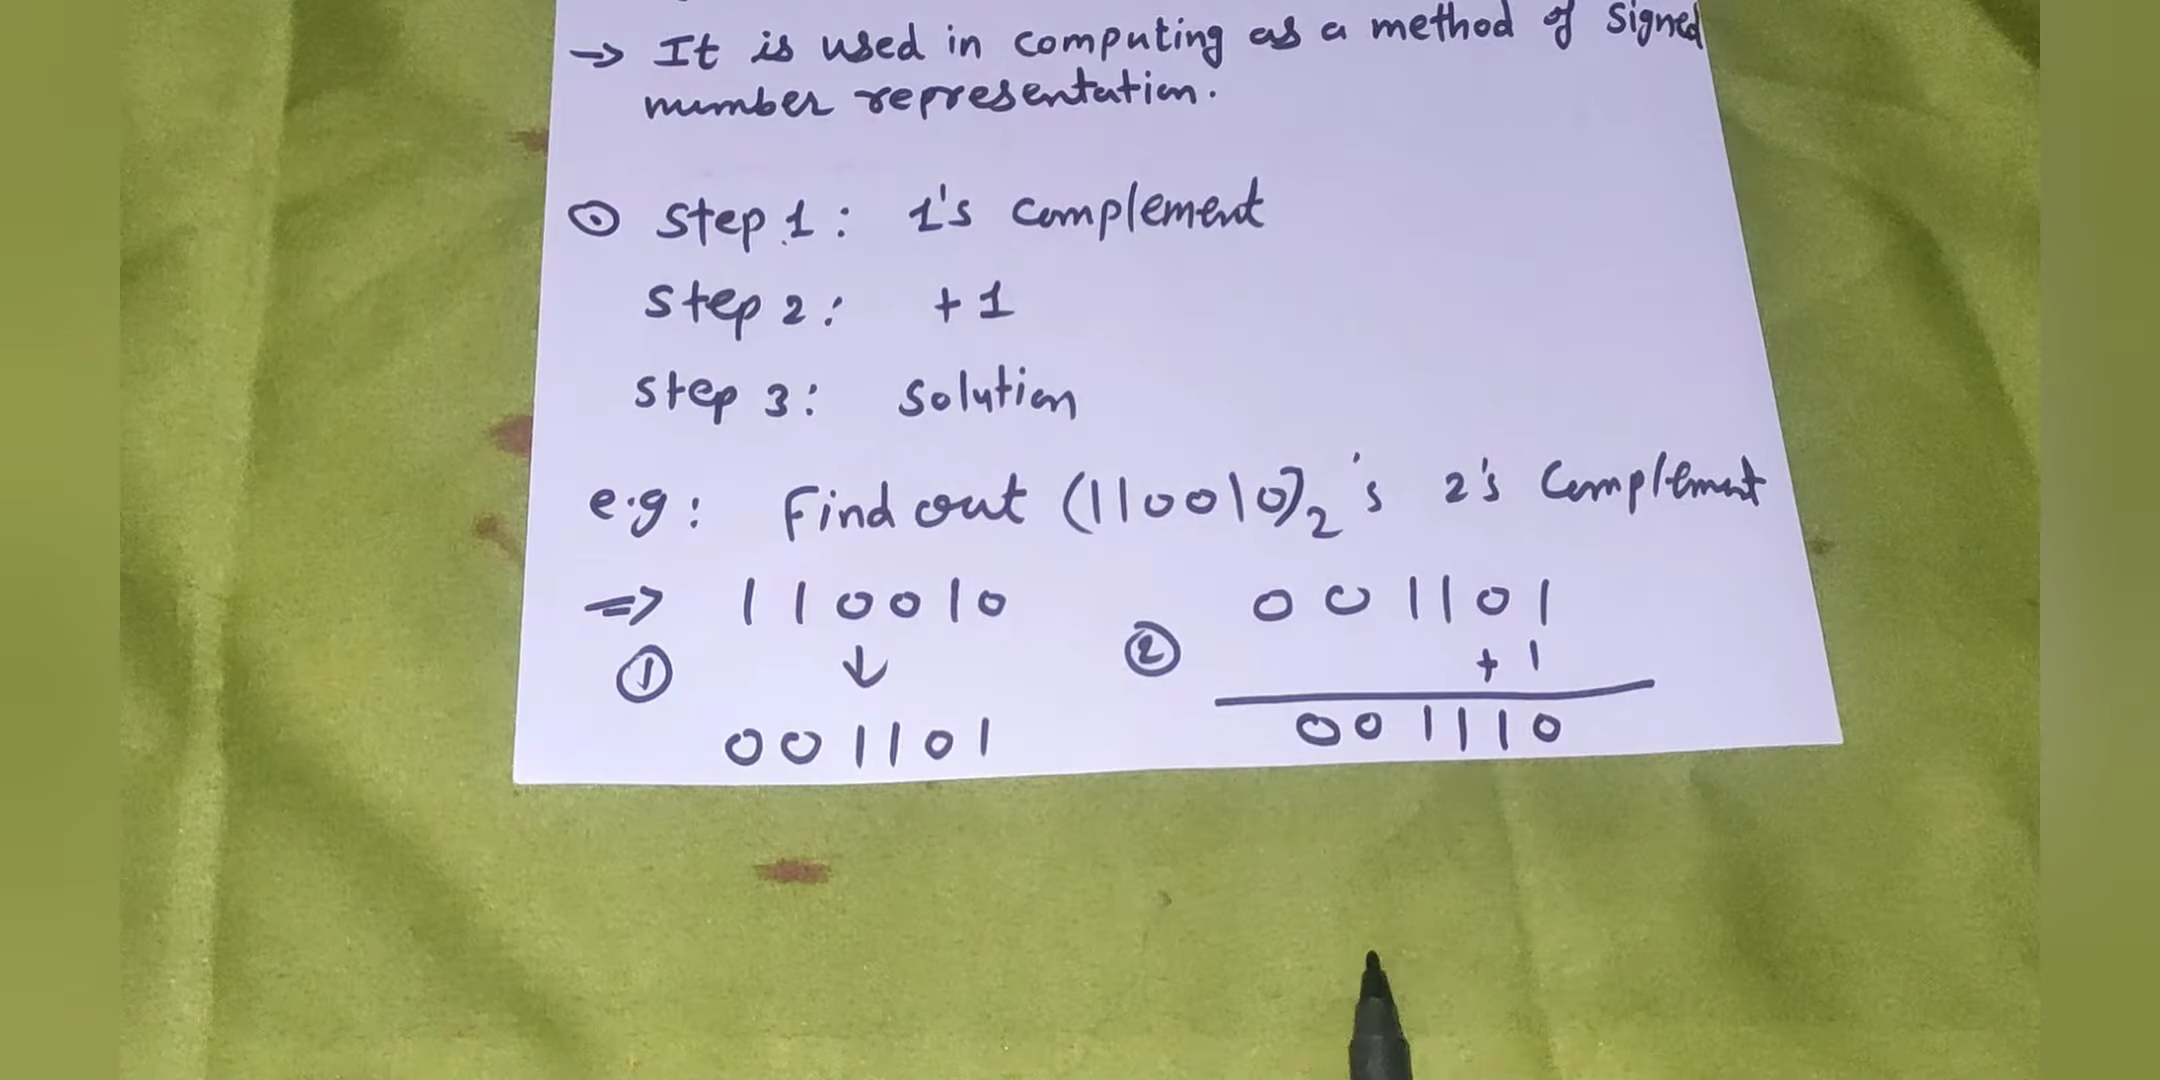 → It is used in computing as a method of signed
number representation.
⊙ Step 1: 1's complement
Step 2: +1
Step 3: Solution
e.g: Find out (110010)₂'s 2's Complement
⇒ 110010
① ↓
001101
② 001101
+1
001110